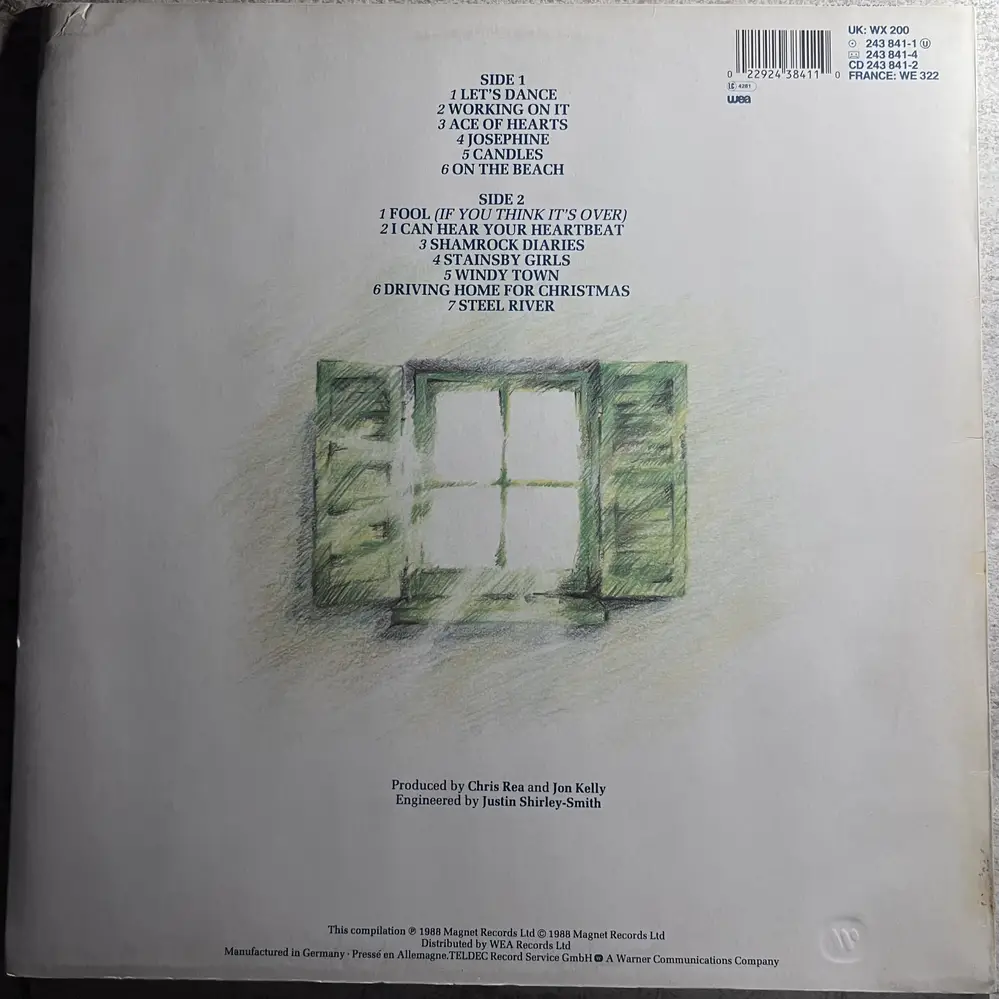 SIDE 1
1 LET'S DANCE
2 WORKING ON IT
3 ACE OF HEARTS
4 JOSEPHINE
5 CANDLES
6 ON THE BEACH
SIDE 2
1 FOOL (IF YOU THINK IT'S OVER)
2 I CAN HEAR YOUR HEARTBEAT
3 SHAMROCK DIARIES
4 STAINSBY GIRLS
5 WINDY TOWN
6 DRIVING HOME FOR CHRISTMAS
7 STEEL RIVER
0 22924 38411 0
LC 4281
wea
UK: WX 200
243 841-1 U
243 841-4
CD 243 841-2
FRANCE: WE 322
Produced by Chris Rea and Jon Kelly
Engineered by Justin Shirley-Smith
This compilation ℗ 1988 Magnet Records Ltd © 1988 Magnet Records Ltd
Distributed by WEA Records Ltd
Manufactured in Germany · Pressé en Allemagne.TELDEC Record Service GmbH A Warner Communications Company